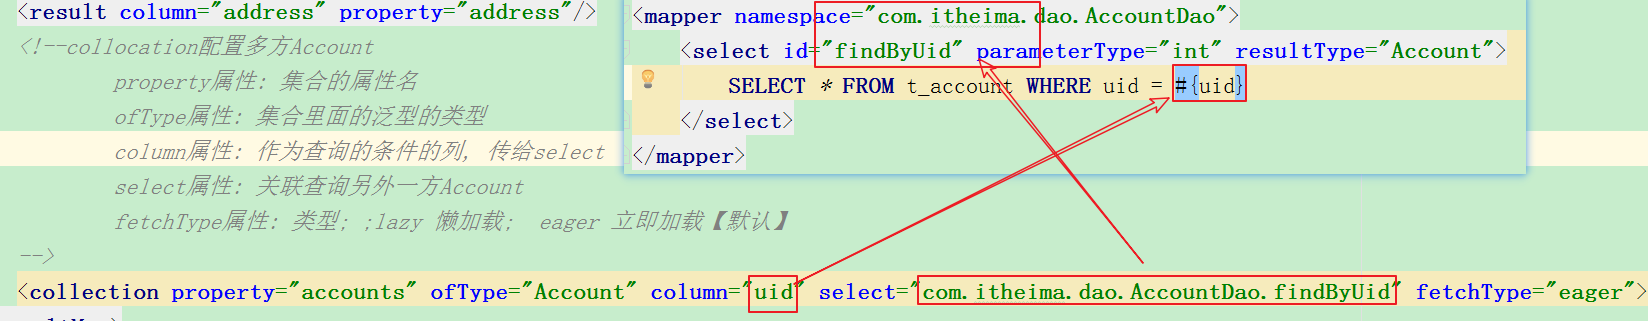 <result column="address" property="address"/>
<!--collocation配置多方Account
property属性: 集合的属性名
ofType属性: 集合里面的泛型的类型
column属性: 作为查询的条件的列, 传给select
select属性: 关联查询另外一方Account
fetchType属性: 类型; ;lazy 懒加载;  eager 立即加载【默认】
-->
<collection property="accounts" ofType="Account" column="uid" select="com.itheima.dao.AccountDao.findByUid" fetchType="eager">
<mapper namespace="com.itheima.dao.AccountDao">
<select id="findByUid" parameterType="int" resultType="Account">
SELECT * FROM t_account WHERE uid = #{uid}
</select>
</mapper>